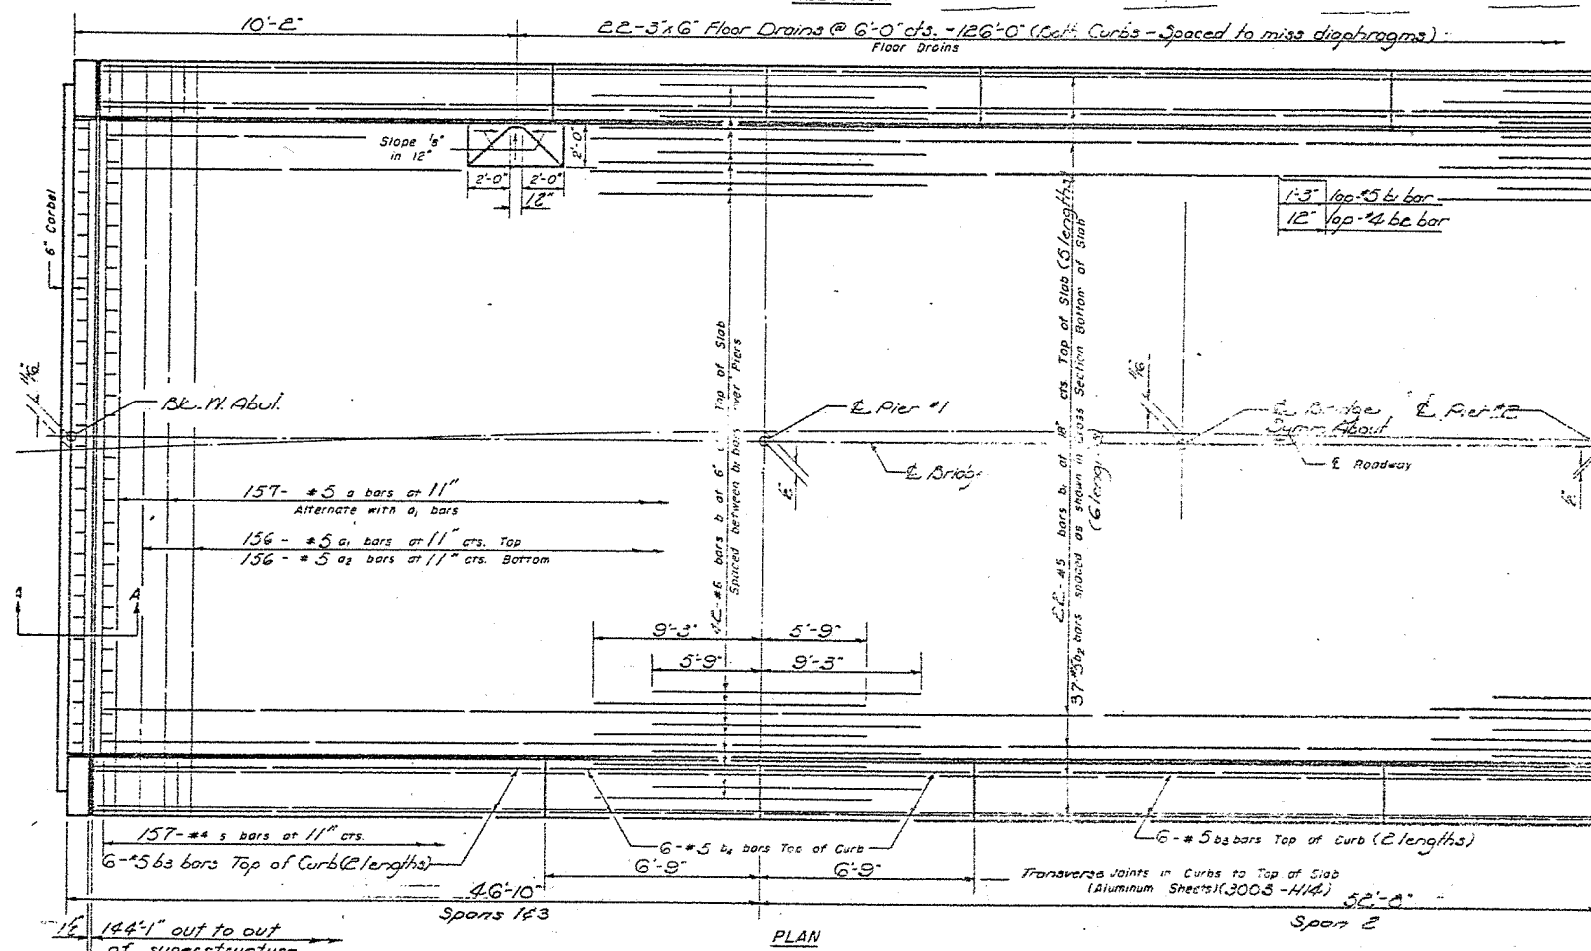 10'-2"
22-3"x6" Floor Drains @ 6'-0" cts. -126'-0" (Both Curbs - Spaced to miss diaphragms)
Floor Drains
Slope 1/8"
in 12"
2'-0"
2'-0"
2'-0"
12"
6" Corbel
1'-3" lap-#5 b1 bar
12" lap-#4 b2 bar
Bk. N. Abut.
℄ Pier #1
℄ Bridge
℄ Bridge
Symm. About
℄ Pier #2
℄ Roadway
157- #5 a bars at 11"
Alternate with a1 bars
156- #5 a1 bars at 11" cts. Top
156- #5 a2 bars at 11" cts. Bottom
#6 bars b at 6" Top of Slab
Spaced between b1 bars over Piers
22-#5 bars b1 at 18" cts Top of Slab (5 lengths)
37-#5 b2 bars spaced as shown in Cross Section Bottom of Slab
(6 lengths)
A
A
9'-3"
5'-9"
5'-9"
9'-3"
157-#4 s bars at 11" cts.
6-#5 b3 bars Top of Curb (2 lengths)
6-#5 b4 bars Top of Curb
6-#5 b3 bars Top of Curb (2 lengths)
6'-9"
6'-9"
Transverse Joints in Curbs to Top of Slab
(Aluminum Sheets)(3003-H14)
46'-10"
Spans 1&3
Span 2
144'-1" out to out
of superstructure
PLAN